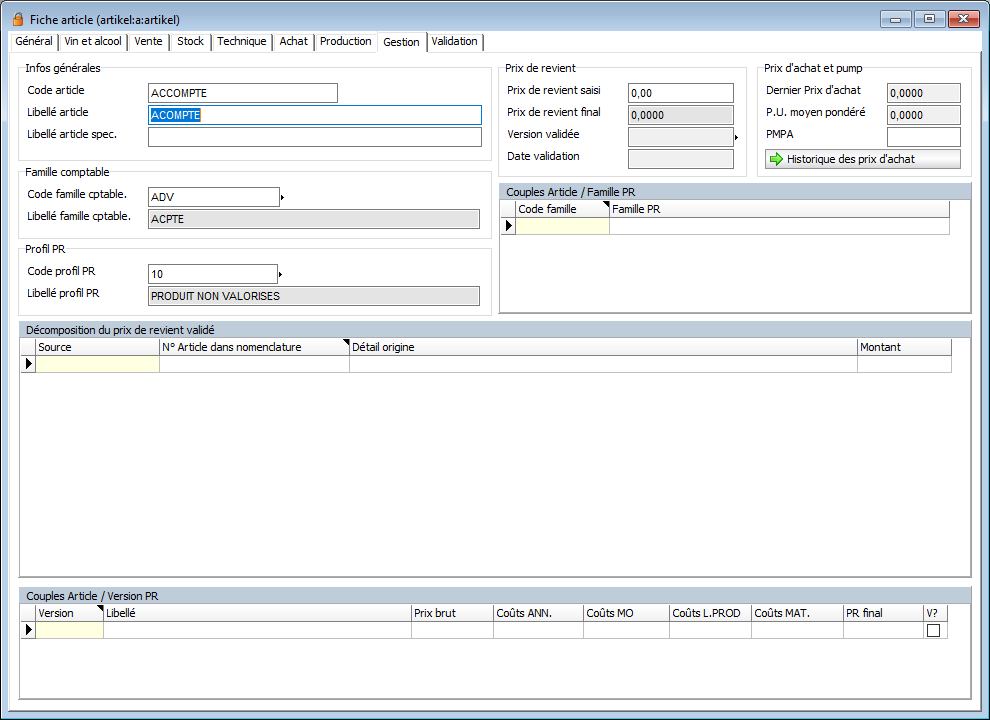 Fiche article (artikel:a:artikel)
Général Vin et alcool Vente Stock Technique Achat Production Gestion Validation
Infos générales
Code article ACCOMPTE
Libellé article ACOMPTE
Libellé article spec.
Famille comptable
Code famille cptable. ADV
Libellé famille cptable. ACPTE
Profil PR
Code profil PR 10
Libellé profil PR PRODUIT NON VALORISES
Prix de revient
Prix de revient saisi 0,00
Prix de revient final 0,0000
Version validée
Date validation
Prix d'achat et pump
Dernier Prix d'achat 0,0000
P.U. moyen pondéré 0,0000
PMPA
Historique des prix d'achat
Couples Article / Famille PR
Code famille Famille PR
Décomposition du prix de revient validé
Source N° Article dans nomenclature Détail origine Montant
Couples Article / Version PR
Version Libellé Prix brut Coûts ANN. Coûts MO Coûts L.PROD Coûts MAT. PR final V?